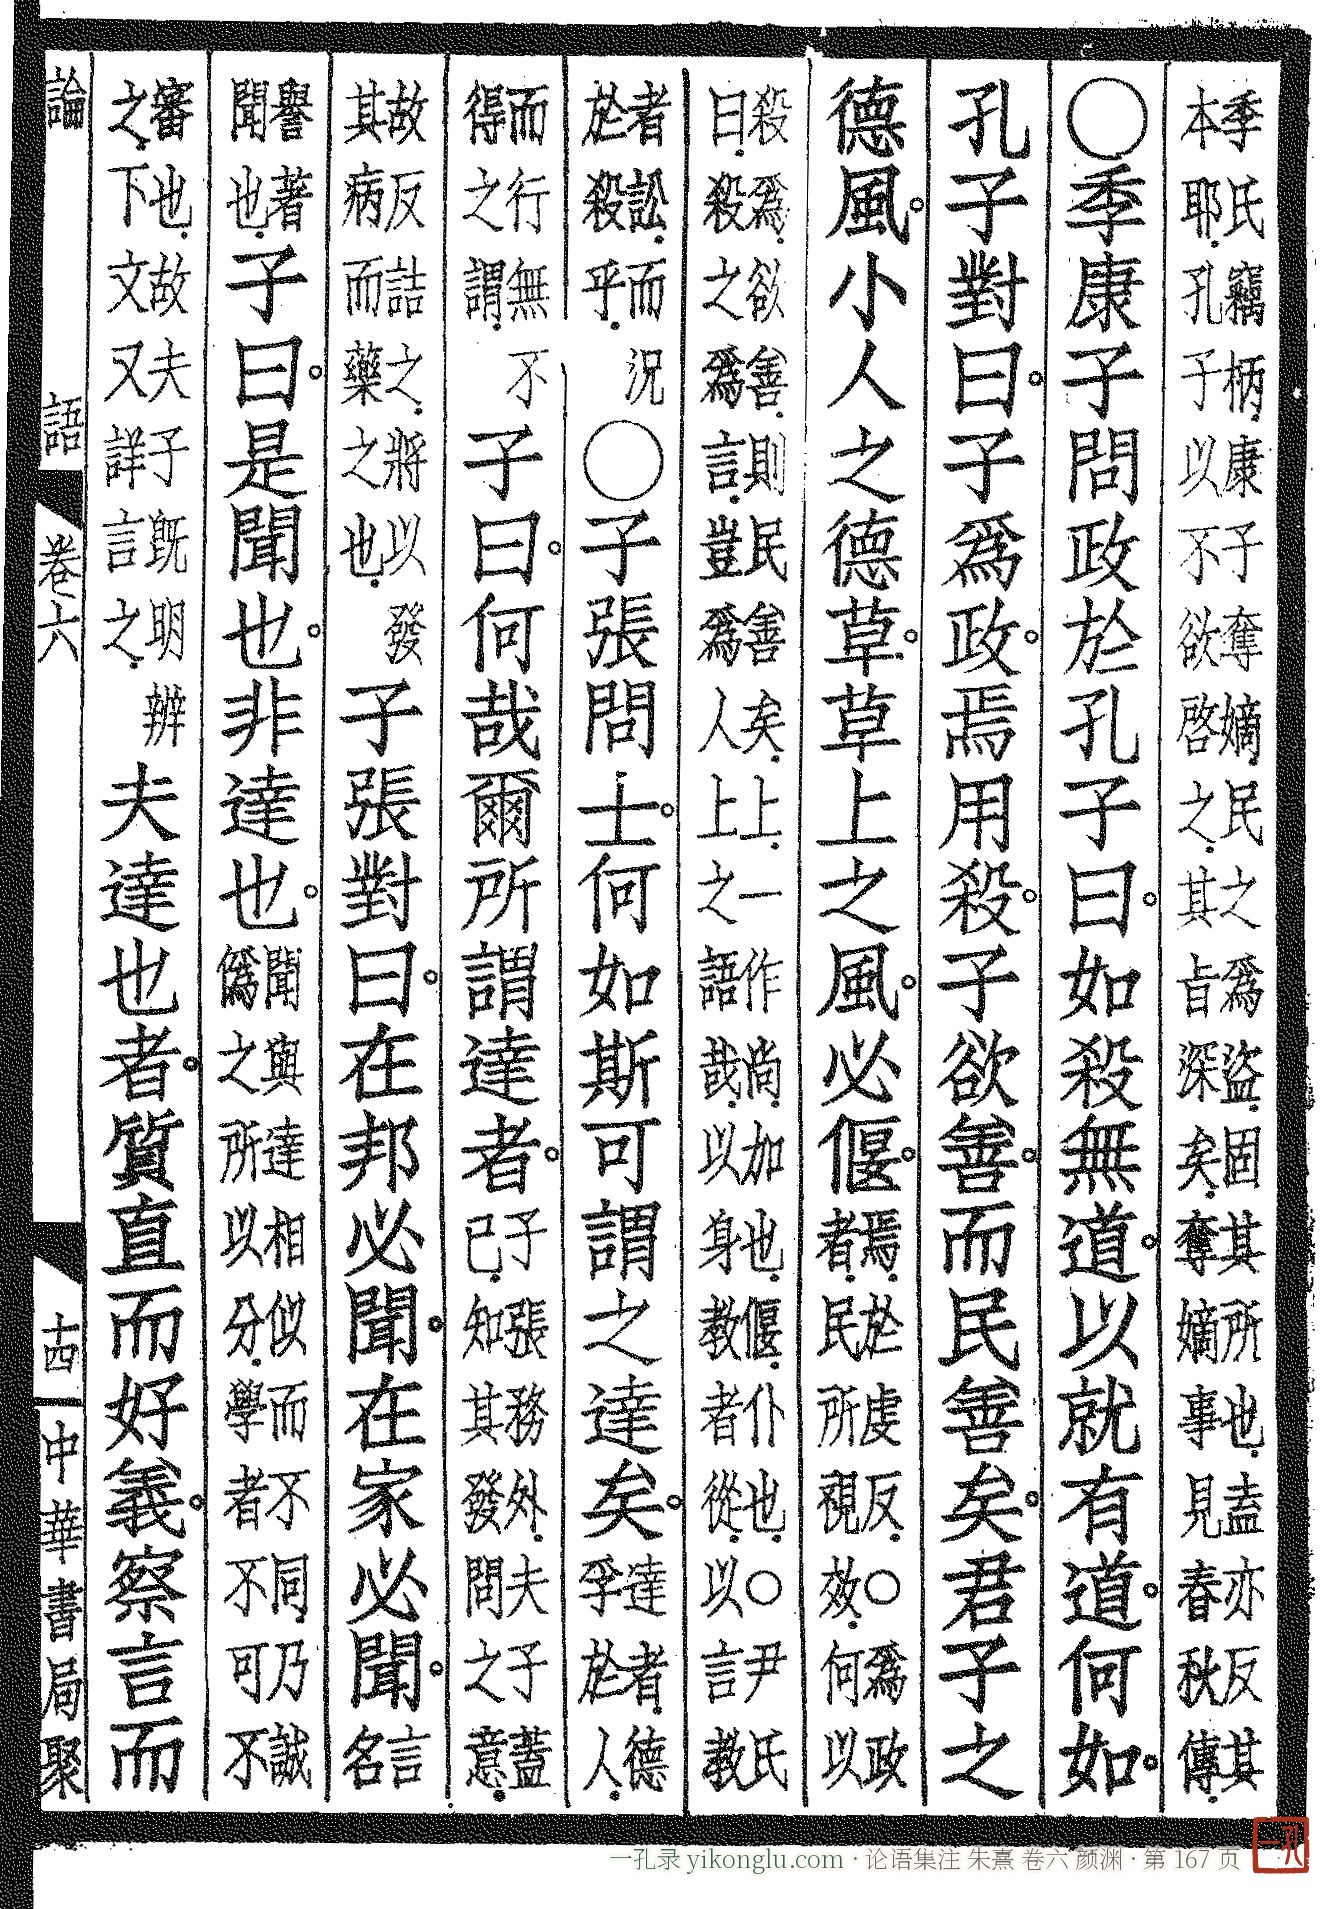 季氏竊柄康子奪嫡民之爲盜固其所也盍亦反其
本耶孔子以不欲啓之其旨深矣奪嫡事見春秋傳
○季康子問政於孔子曰如殺無道以就有道何如
孔子對曰子爲政焉用殺子欲善而民善矣君子之
德風小人之德草草上之風必偃焉於虔反○爲政者民所視效何以
殺爲欲善則民善矣上一作尚加也偃仆也○尹氏
曰殺之爲言豈爲人上之語哉以身教者從以言教
者訟而況於殺乎○子張問士何如斯可謂之達矣達者德孚於人
而行無不得之謂子曰何哉爾所謂達者子張務外夫子蓋已知其發問之意
故反詰之將以發其病而藥之也子張對曰在邦必聞在家必聞言名
譽著聞也子曰是聞也非達也聞與達相似而不同乃誠僞之所以分學者不可不
審也故夫子既明辨之下文又詳言之夫達也者質直而好義察言而
論語 卷六 十四 中華書局聚
一孔录 yikonglu.com · 论语集注 朱熹 卷六 颜渊 · 第 167 页
一孔